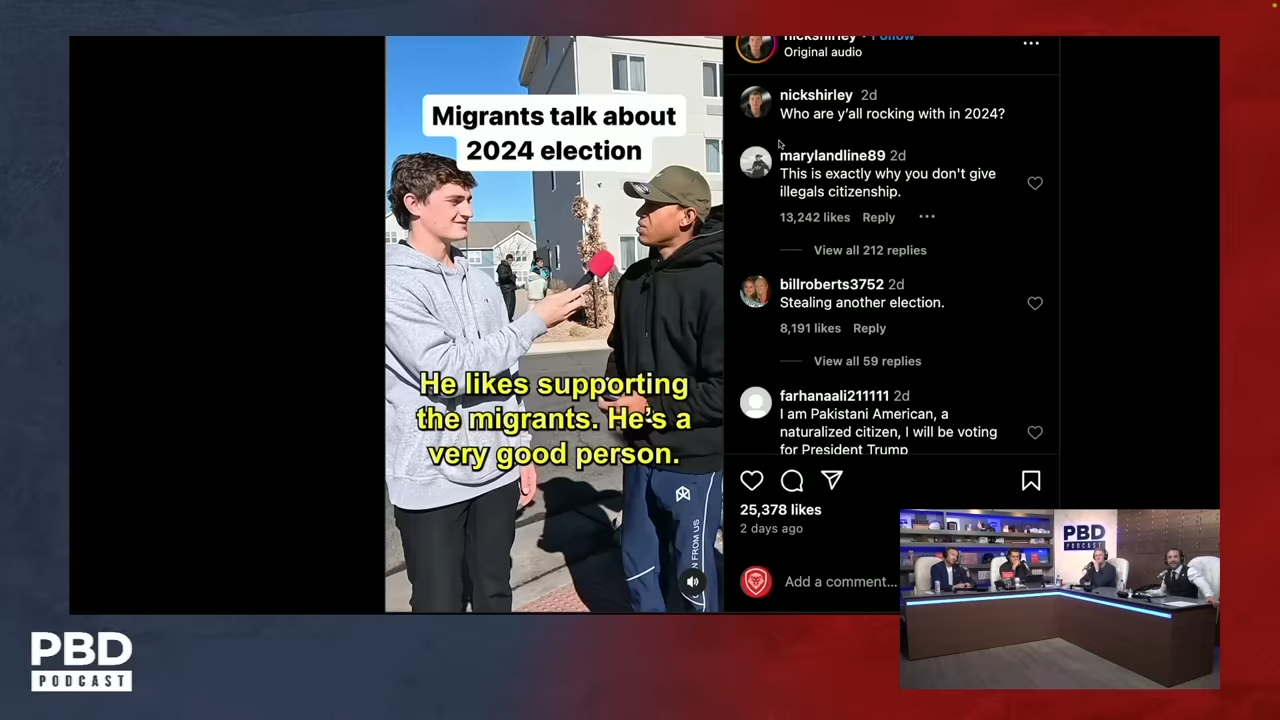 nickshirley • Follow
Original audio
Migrants talk about
2024 election
nickshirley 2d
Who are y'all rocking with in 2024?
marylandline89 2d
This is exactly why you don't give
illegals citizenship.
13,242 likes Reply
View all 212 replies
billroberts3752 2d
Stealing another election.
8,191 likes Reply
View all 59 replies
farhanaali211111 2d
I am Pakistani American, a
naturalized citizen, I will be voting
for President Trump
He likes supporting
the migrants. He's a
very good person.
N FROM US
25,378 likes
2 days ago
Add a comment...
PBD
PODCAST
PBD
PODCAST